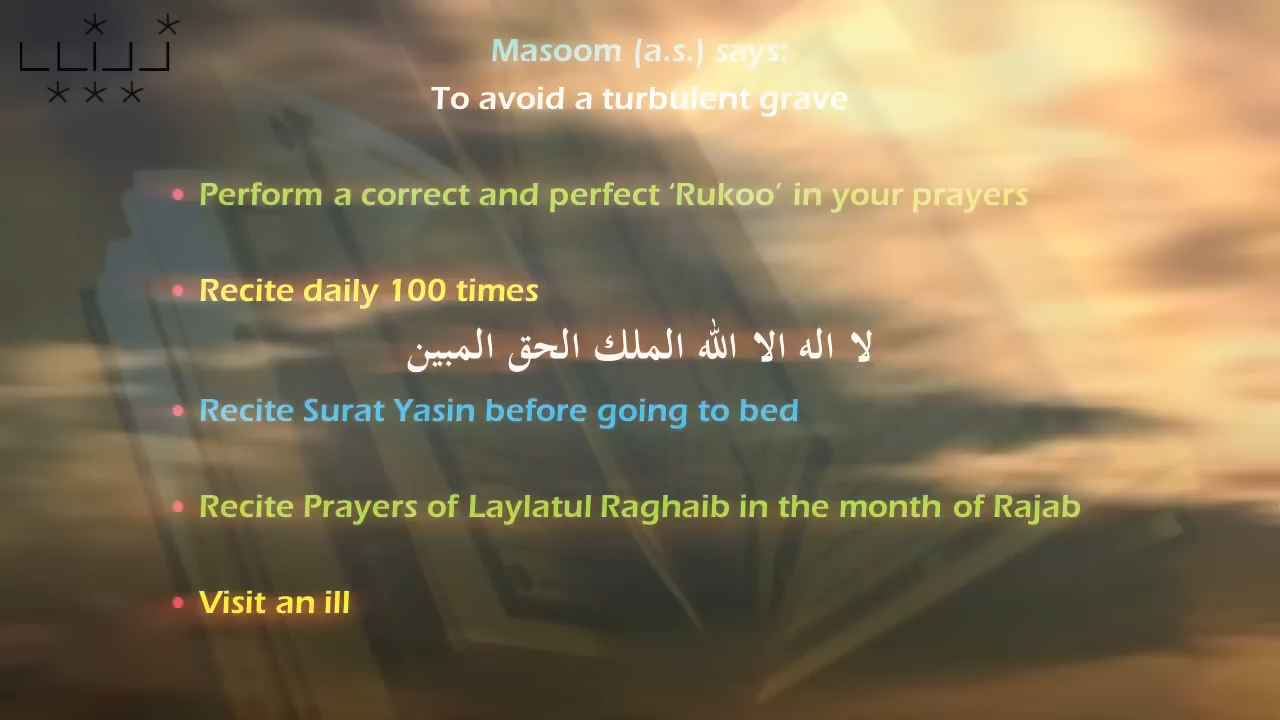 Masoom (a.s.) says:
To avoid a turbulent grave
• Perform a correct and perfect ‘Rukoo’ in your prayers
• Recite daily 100 times
لا اله الا الله الملك الحق المبين
• Recite Surat Yasin before going to bed
• Recite Prayers of Laylatul Raghaib in the month of Rajab
• Visit an ill